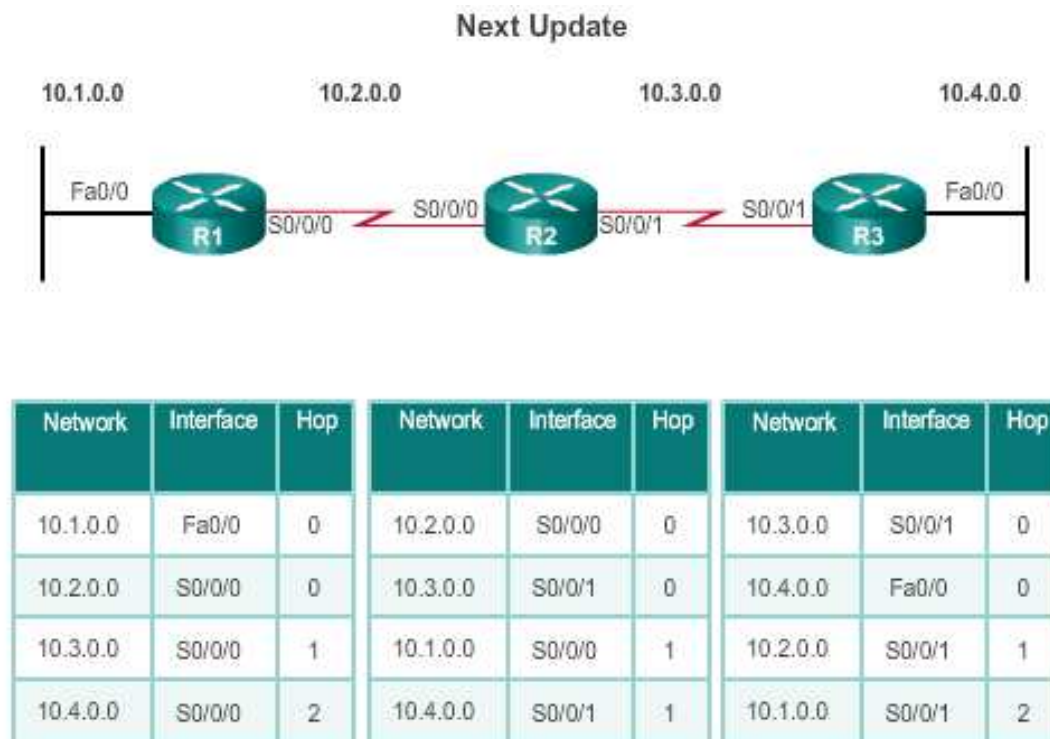 Next Update
10.1.0.0 10.2.0.0 10.3.0.0 10.4.0.0
Fa0/0 R1 S0/0/0 S0/0/0 R2 S0/0/1 S0/0/1 R3 Fa0/0
Network Interface Hop Network Interface Hop Network Interface Hop
10.1.0.0 Fa0/0 0 10.2.0.0 S0/0/0 0 10.3.0.0 S0/0/1 0
10.2.0.0 S0/0/0 0 10.3.0.0 S0/0/1 0 10.4.0.0 Fa0/0 0
10.3.0.0 S0/0/0 1 10.1.0.0 S0/0/0 1 10.2.0.0 S0/0/1 1
10.4.0.0 S0/0/0 2 10.4.0.0 S0/0/1 1 10.1.0.0 S0/0/1 2